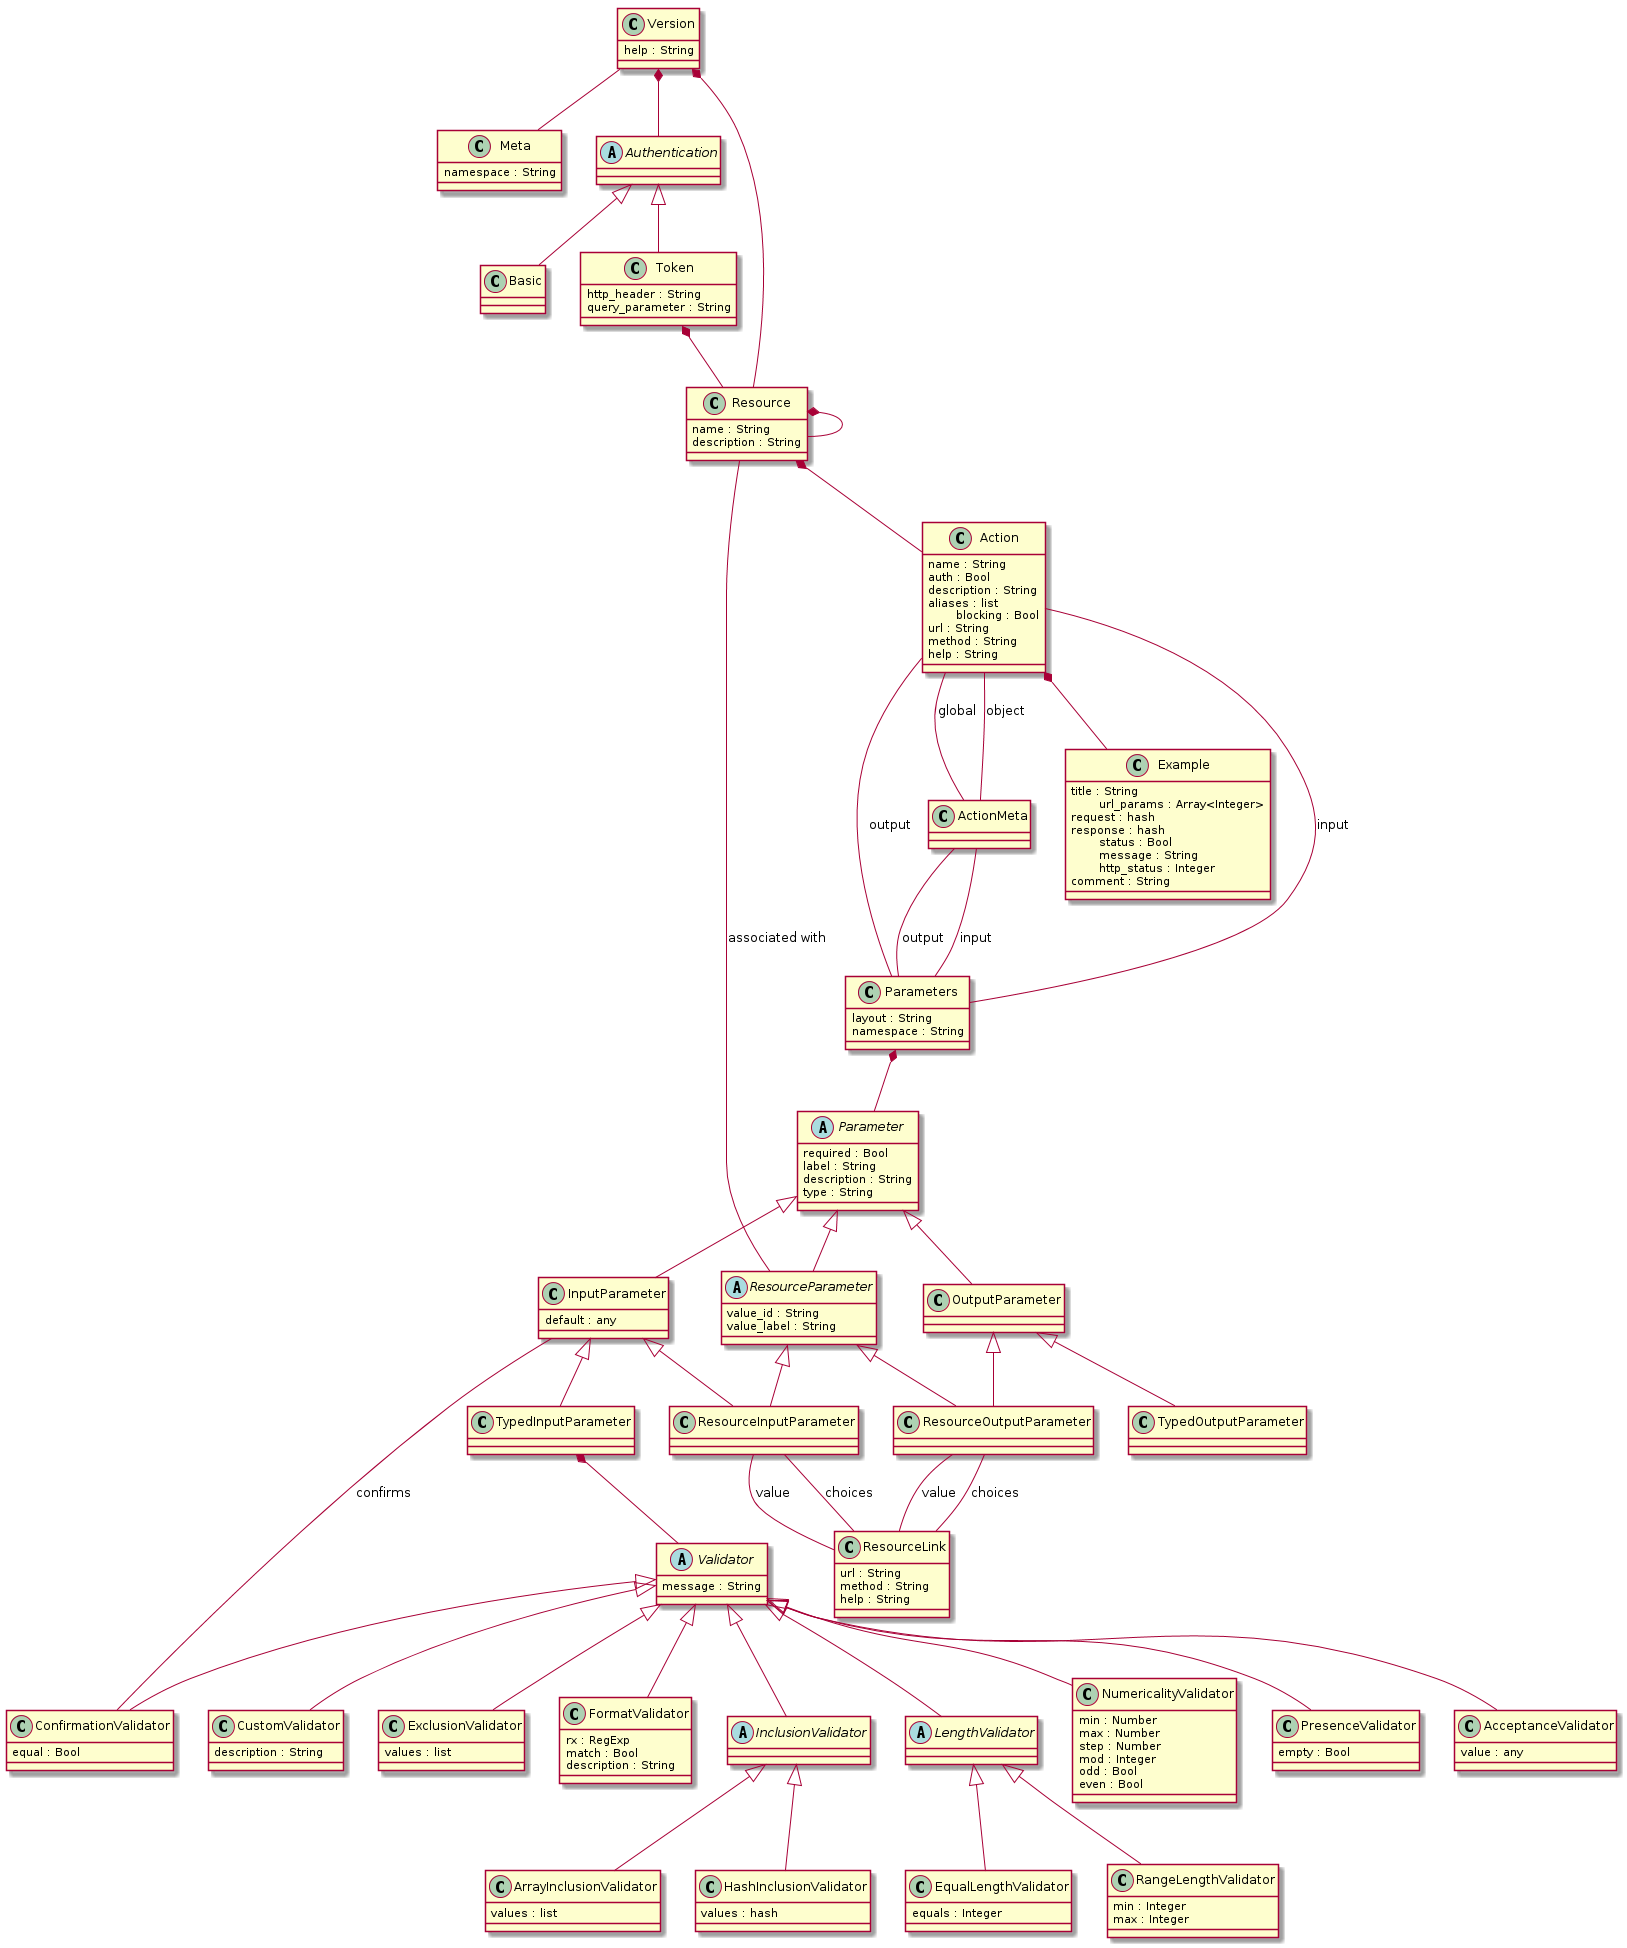 C Version
help : String
C Meta
namespace : String
A Authentication
C Basic
C Token
http_header : String
query_parameter : String
C Resource
name : String
description : String
C Action
name : String
auth : Bool
description : String
aliases : list
blocking : Bool
url : String
method : String
help : String
global
object
C Example
title : String
url_params : Array<Integer>
request : hash
response : hash
status : Bool
message : String
http_status : Integer
comment : String
C ActionMeta
output
input
associated with
output
input
C Parameters
layout : String
namespace : String
A Parameter
required : Bool
label : String
description : String
type : String
C InputParameter
default : any
A ResourceParameter
value_id : String
value_label : String
C OutputParameter
C TypedInputParameter
C ResourceInputParameter
C ResourceOutputParameter
C TypedOutputParameter
confirms
value
choices
value
choices
A Validator
message : String
C ResourceLink
url : String
method : String
help : String
C ConfirmationValidator
equal : Bool
C CustomValidator
description : String
C ExclusionValidator
values : list
C FormatValidator
rx : RegExp
match : Bool
description : String
A InclusionValidator
A LengthValidator
C NumericalityValidator
min : Number
max : Number
step : Number
mod : Integer
odd : Bool
even : Bool
C PresenceValidator
empty : Bool
C AcceptanceValidator
value : any
C ArrayInclusionValidator
values : list
C HashInclusionValidator
values : hash
C EqualLengthValidator
equals : Integer
C RangeLengthValidator
min : Integer
max : Integer